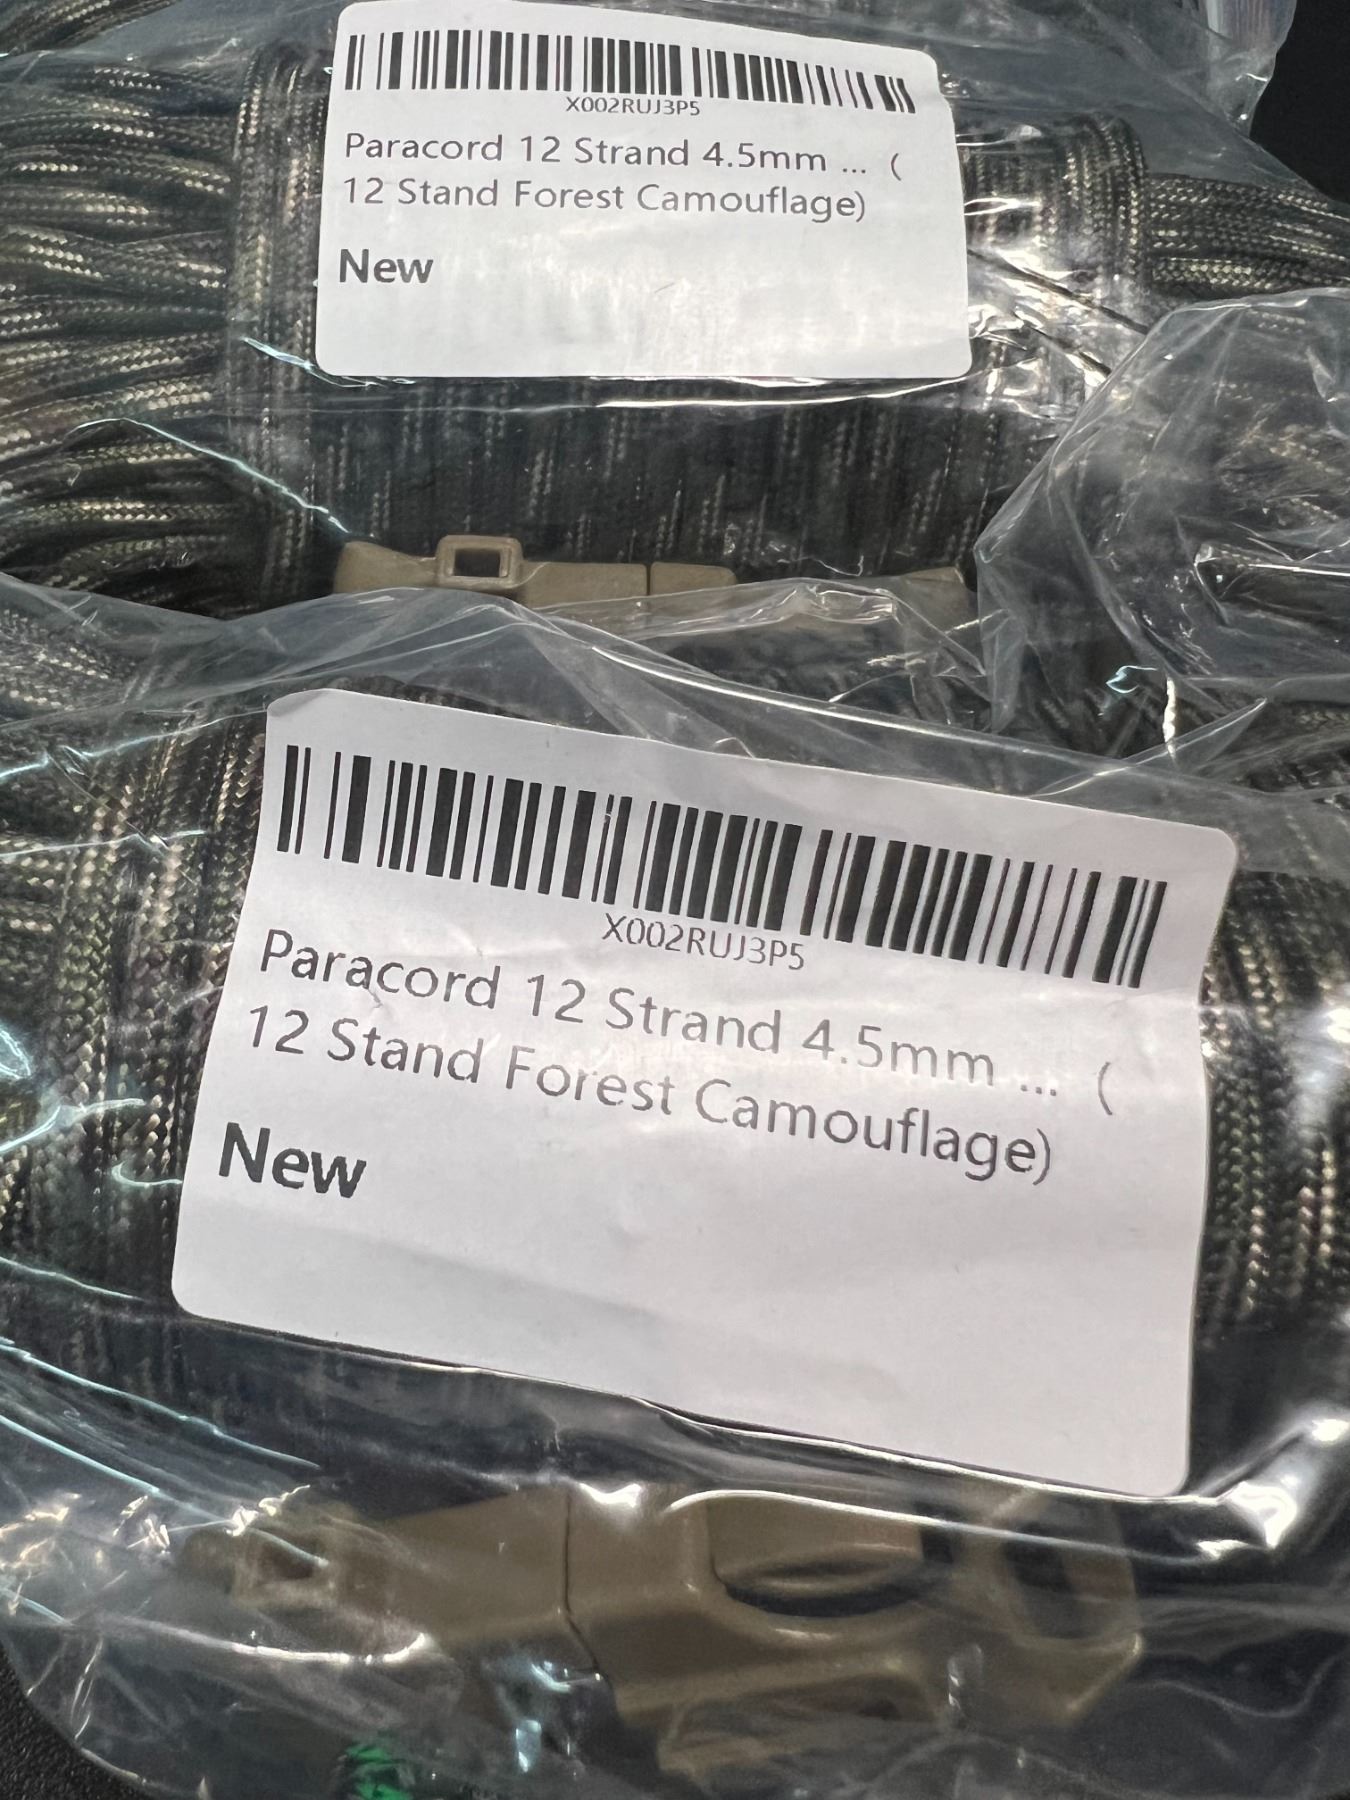 X002RUJ3P5
Paracord 12 Strand 4.5mm ... (
12 Stand Forest Camouflage)
New
X002RUJ3P5
Paracord 12 Strand 4.5mm ... (
12 Stand Forest Camouflage)
New